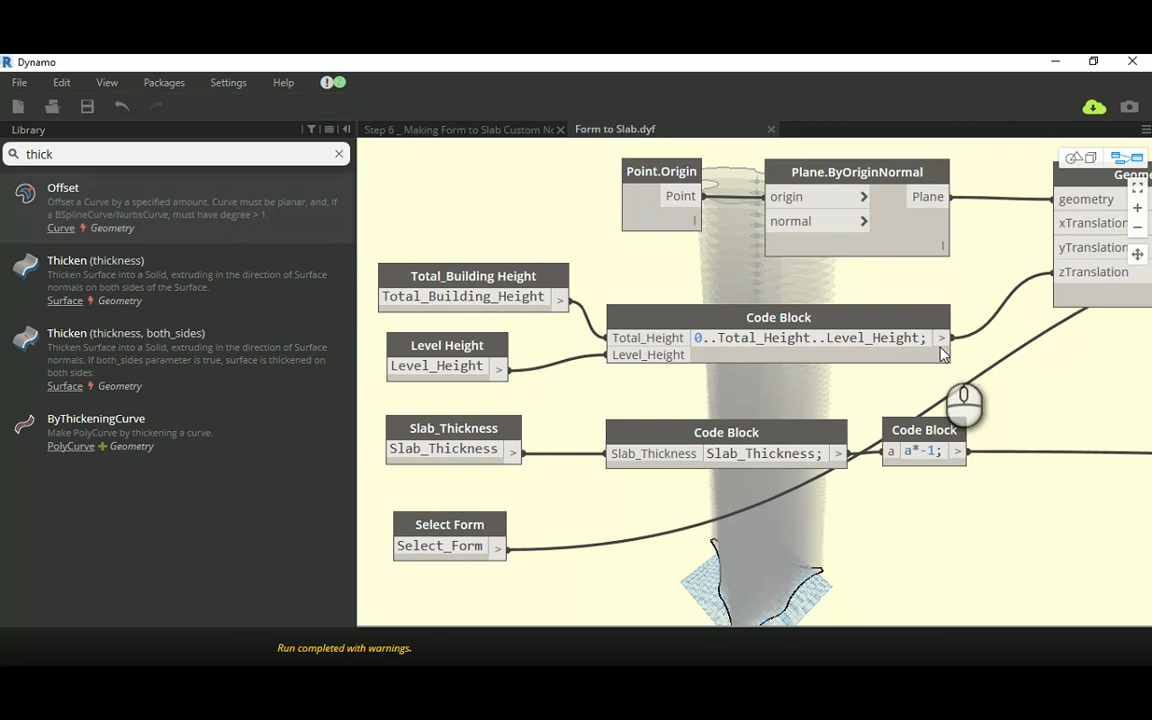 Dynamo
File Edit View Packages Settings Help
Library
Step 6 _ Making Form to Slab Custom No
Form to Slab.dyf
thick
Offset
Offset a Curve by a specified amount. Curve must be planar, and, if
a BSplineCurve/NurbsCurve, must have degree > 1.
Curve Geometry
Thicken (thickness)
Thicken Surface into a Solid, extruding in the direction of Surface
normals on both sides of the Surface.
Surface Geometry
Thicken (thickness, both_sides)
Thicken Surface into a Solid, extruding in the direction of Surface
normals. If both_sides parameter is true, surface is thickened on
both sides.
Surface Geometry
ByThickeningCurve
Make PolyCurve by thickening a curve.
PolyCurve + Geometry
Point.Origin
Point
Plane.ByOriginNormal
origin > Plane
normal >
Geome
geometry
xTranslation
yTranslation
zTranslation
Total_Building Height
Total_Building_Height >
Code Block
Total_Height 0..Total_Height..Level_Height; >
Level_Height
Level Height
Level_Height >
Slab_Thickness
Slab_Thickness >
Code Block
Slab_Thickness Slab_Thickness; >
Code Block
a a*-1; >
Select Form
Select_Form >
Run completed with warnings.